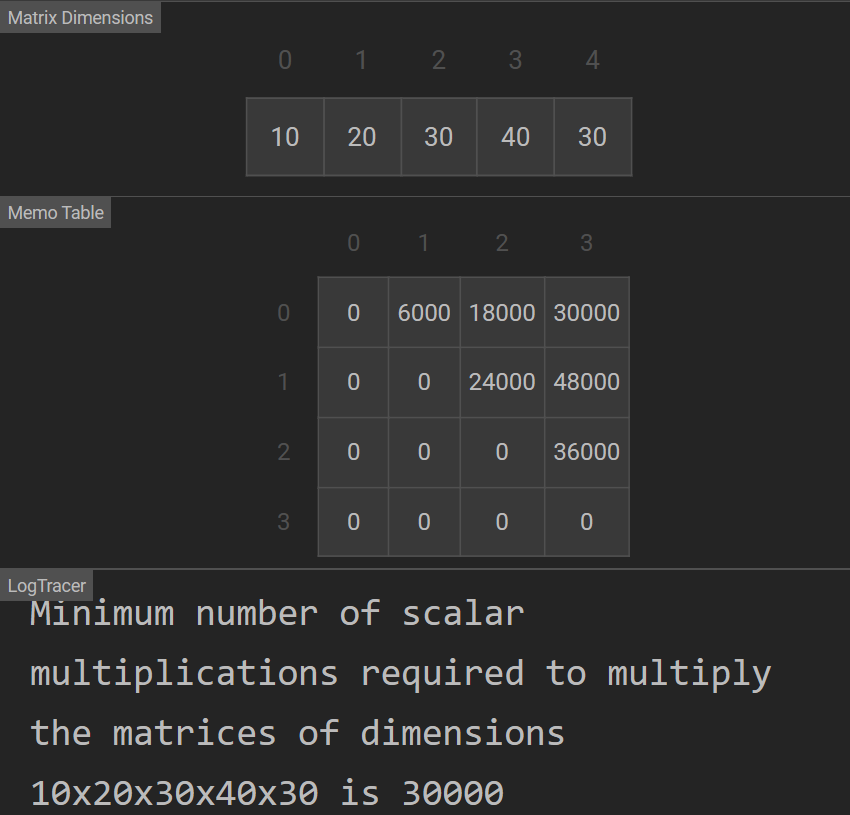 Matrix Dimensions
0 1 2 3 4
10 20 30 40 30
Memo Table
0 1 2 3
0 0 6000 18000 30000
1 0 0 24000 48000
2 0 0 0 36000
3 0 0 0 0
LogTracer
Minimum number of scalar
multiplications required to multiply
the matrices of dimensions
10x20x30x40x30 is 30000